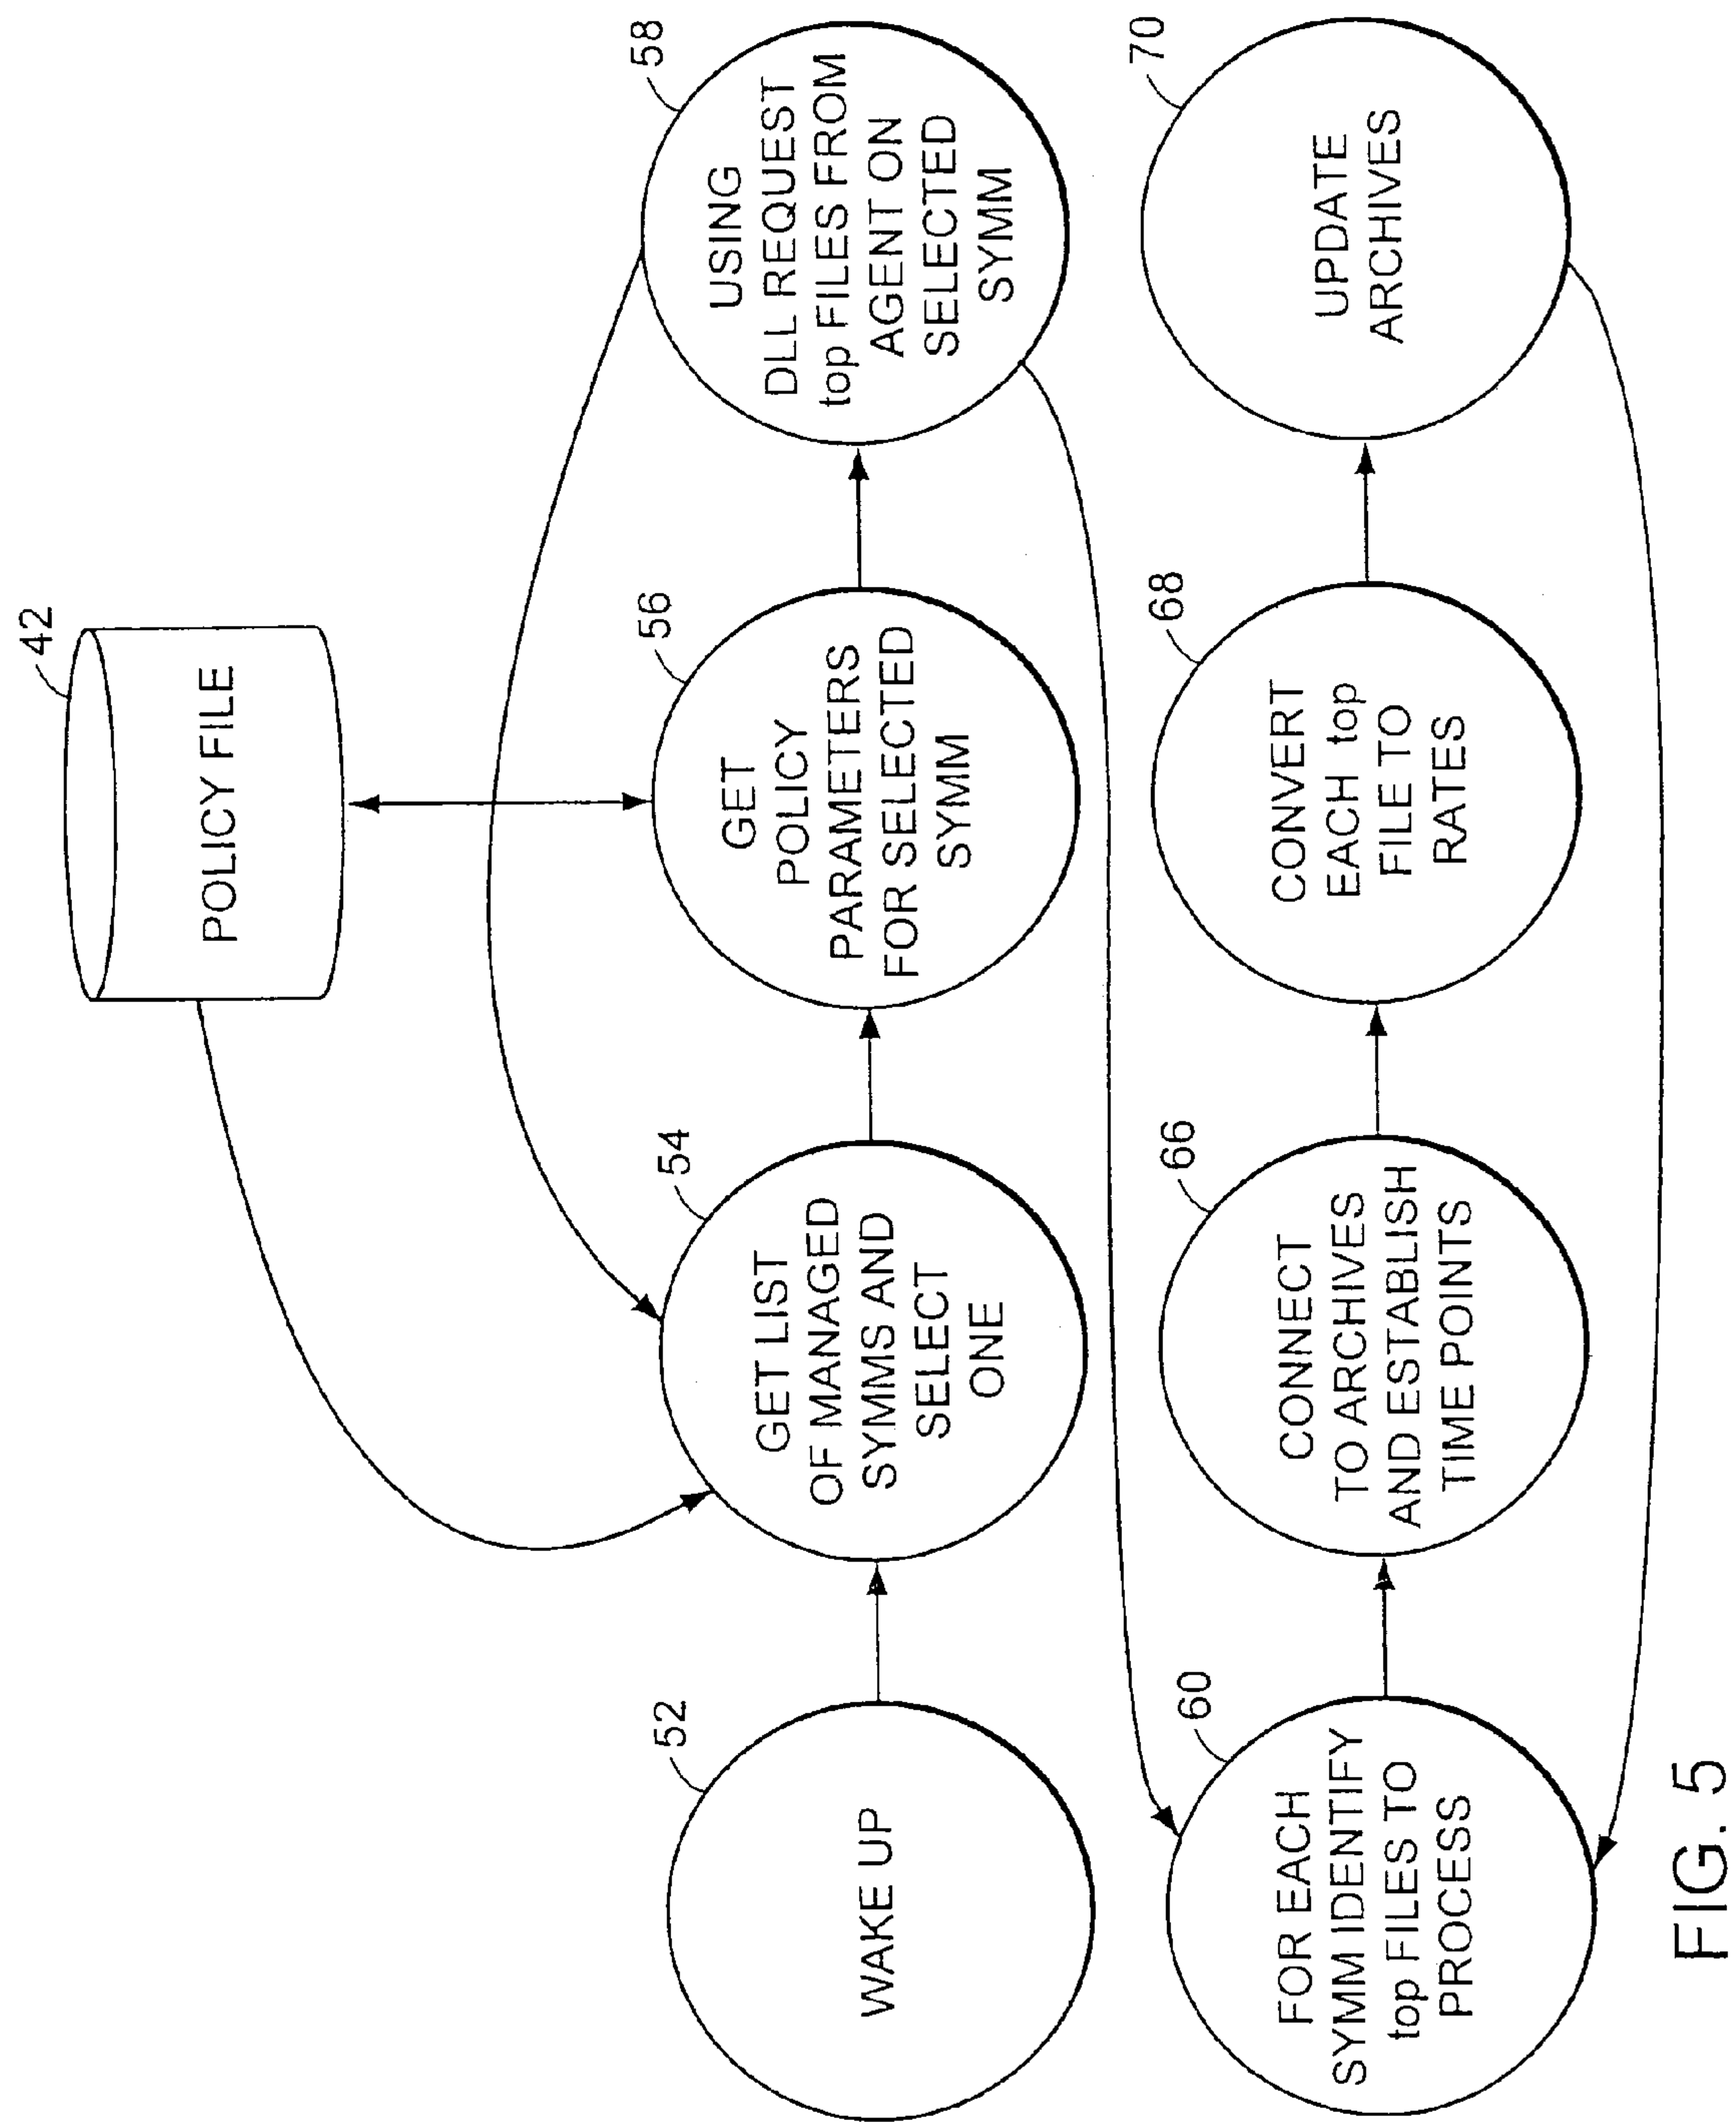 42
POLICY FILE
52
WAKE UP
54
GET LIST
OF MANAGED
SYMMS AND
SELECT
ONE
56
GET
POLICY
PARAMETERS
FOR SELECTED
SYMM
58
USING
DLL REQUEST
top FILES FROM
AGENT ON
SELECTED
SYMM
60
FOR EACH
SYMM IDENTIFY
top FILES TO
PROCESS
66
CONNECT
TO ARCHIVES
AND ESTABLISH
TIME POINTS
68
CONVERT
EACH top
FILE TO
RATES
70
UPDATE
ARCHIVES
FIG. 5